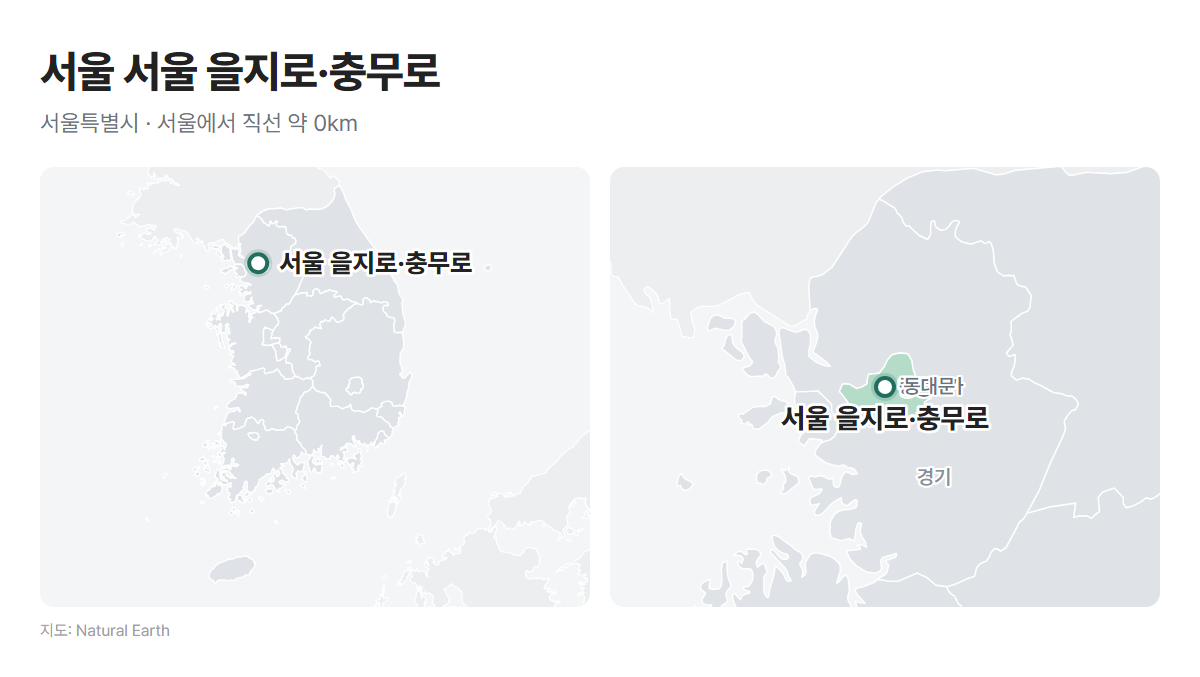 서울 서울 을지로·충무로
서울특별시 · 서울에서 직선 약 0km
서울 을지로·충무로
동대문
서울 을지로·충무로
경기
지도: Natural Earth